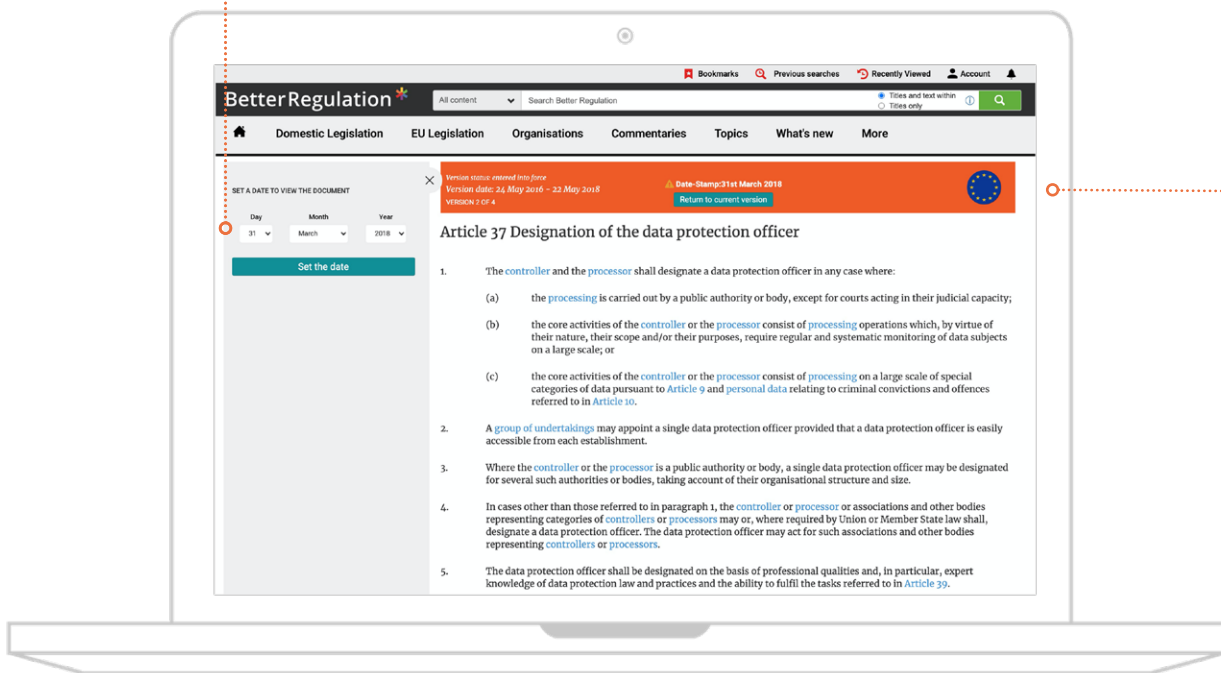 Bookmarks Previous searches Recently Viewed Account
BetterRegulation All content Search Better Regulation Titles and text within
Titles only
Domestic Legislation EU Legislation Organisations Commentaries Topics What's new More
SET A DATE TO VIEW THE DOCUMENT
Day Month Year
31 March 2018
Set the date
Version status: entered into force
Version date: 24 May 2016 - 22 May 2018
VERSION 2 OF 4
Date-Stamp:31st March 2018
Return to current version
Article 37 Designation of the data protection officer
1. The controller and the processor shall designate a data protection officer in any case where:
(a) the processing is carried out by a public authority or body, except for courts acting in their judicial capacity;
(b) the core activities of the controller or the processor consist of processing operations which, by virtue of
their nature, their scope and/or their purposes, require regular and systematic monitoring of data subjects
on a large scale; or
(c) the core activities of the controller or the processor consist of processing on a large scale of special
categories of data pursuant to Article 9 and personal data relating to criminal convictions and offences
referred to in Article 10.
2. A group of undertakings may appoint a single data protection officer provided that a data protection officer is easily
accessible from each establishment.
3. Where the controller or the processor is a public authority or body, a single data protection officer may be designated
for several such authorities or bodies, taking account of their organisational structure and size.
4. In cases other than those referred to in paragraph 1, the controller or processor or associations and other bodies
representing categories of controllers or processors may or, where required by Union or Member State law shall,
designate a data protection officer. The data protection officer may act for such associations and other bodies
representing controllers or processors.
5. The data protection officer shall be designated on the basis of professional qualities and, in particular, expert
knowledge of data protection law and practices and the ability to fulfil the tasks referred to in Article 39.